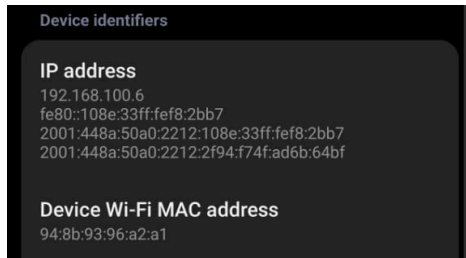 Device identifiers
IP address
192.168.100.6
fe80::108e:33ff:fef8:2bb7
2001:448a:50a0:2212:108e:33ff:fef8:2bb7
2001:448a:50a0:2212:2f94:f74f:ad6b:64bf
Device Wi-Fi MAC address
94:8b:93:96:a2:a1